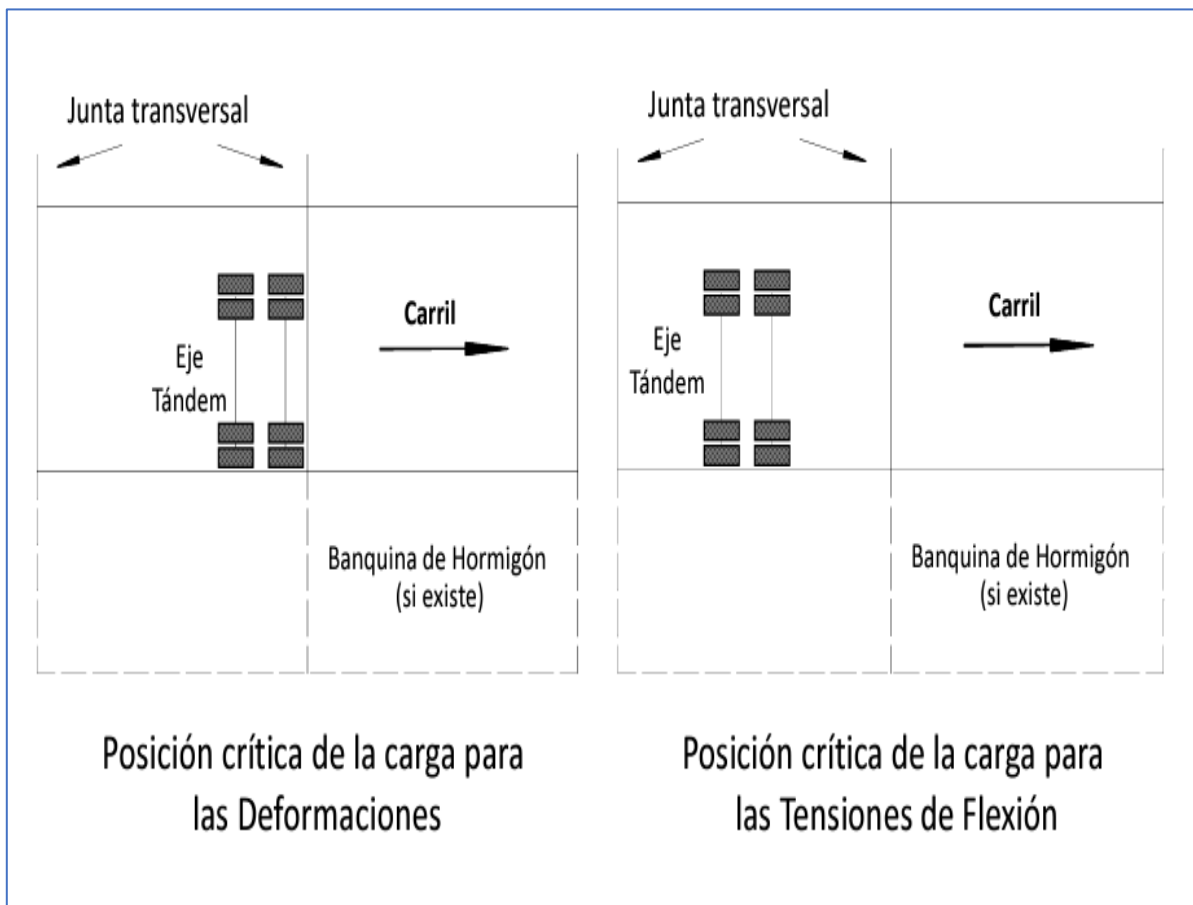 Junta transversal
Carril
Eje
Tándem
Banquina de Hormigón
(si existe)
Posición crítica de la carga para
las Deformaciones
Junta transversal
Carril
Eje
Tándem
Banquina de Hormigón
(si existe)
Posición crítica de la carga para
las Tensiones de Flexión